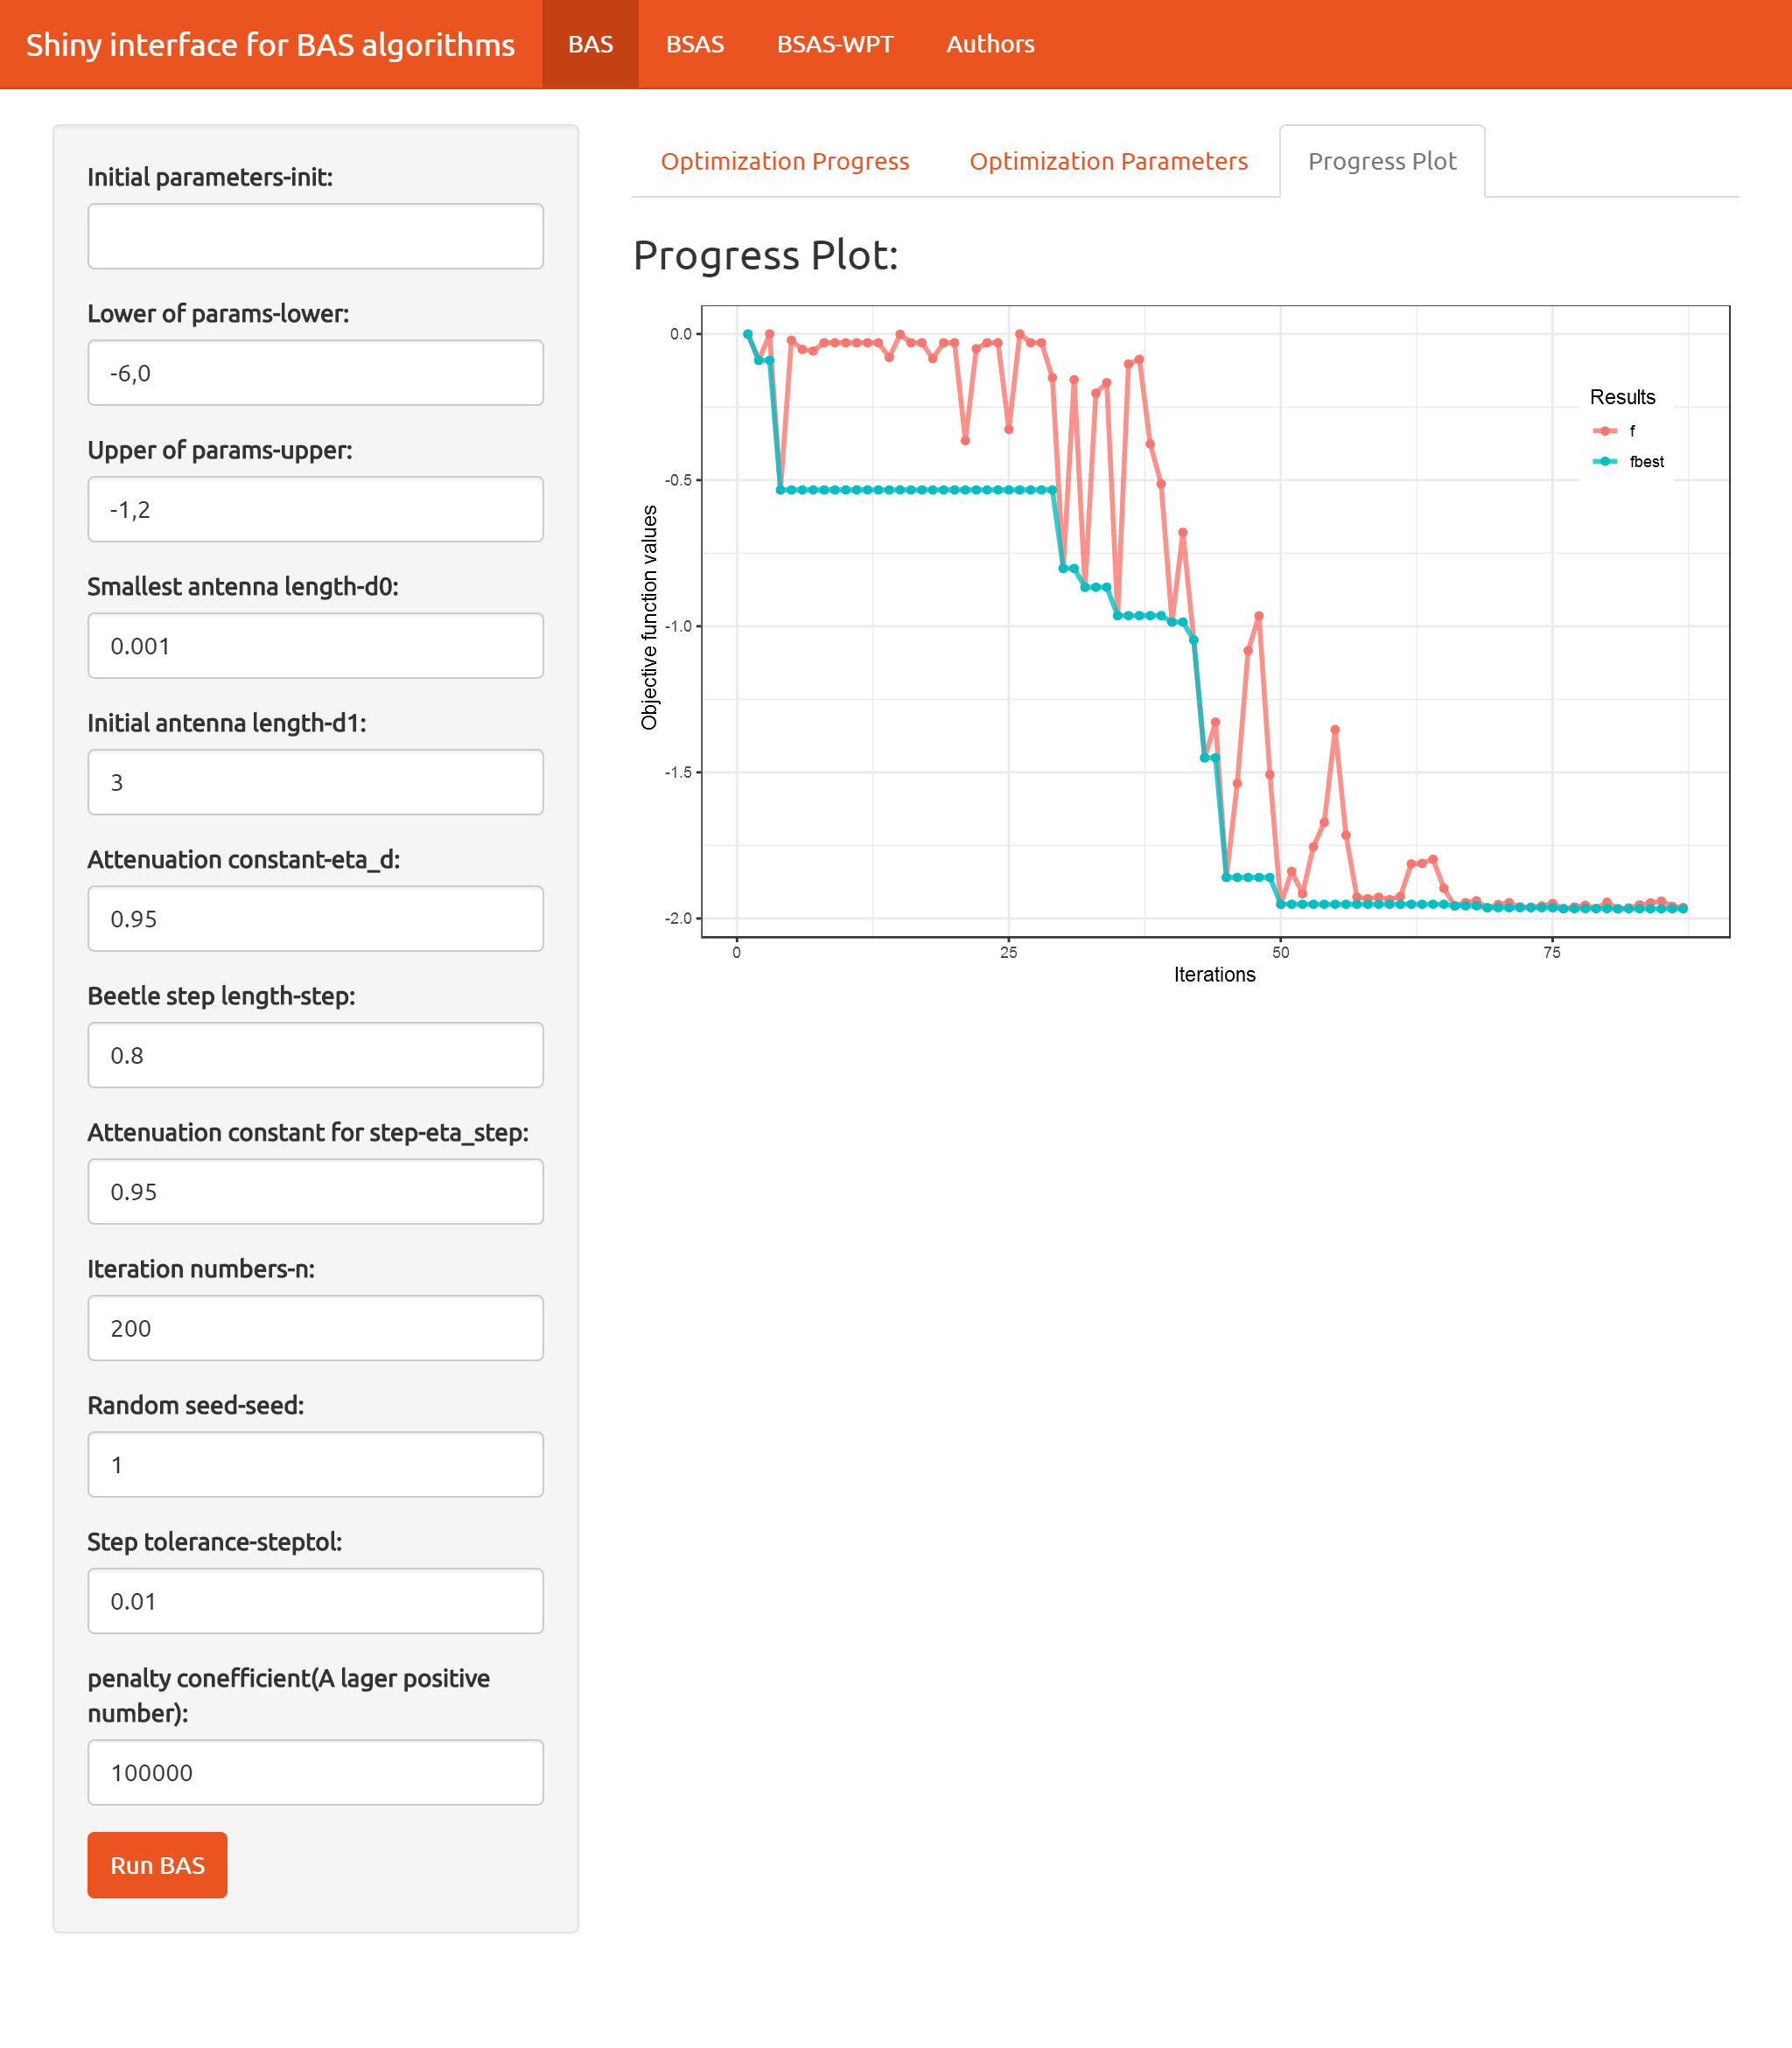 Shiny interface for BAS algorithms BAS BSAS BSAS-WPT Authors
Initial parameters-init:
Lower of params-lower:
-6,0
Upper of params-upper:
-1,2
Smallest antenna length-d0:
0.001
Initial antenna length-d1:
3
Attenuation constant-eta_d:
0.95
Beetle step length-step:
0.8
Attenuation constant for step-eta_step:
0.95
Iteration numbers-n:
200
Random seed-seed:
1
Step tolerance-steptol:
0.01
penalty conefficient(A lager positive
number):
100000
Run BAS
Optimization Progress Optimization Parameters Progress Plot
Progress Plot:
Objective function values
0.0
-0.5
-1.0
-1.5
-2.0
0 25 50 75
Iterations
Results
f
fbest